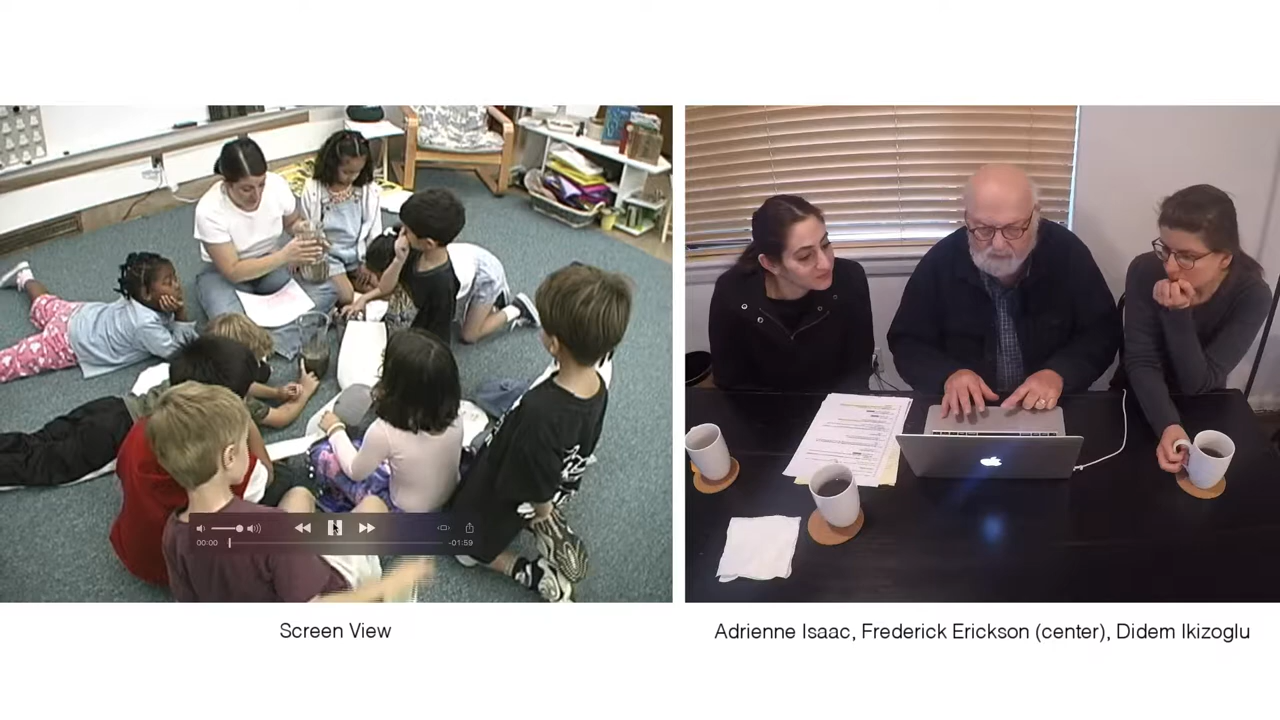 00:00
-01:59
Screen View
Adrienne Isaac, Frederick Erickson (center), Didem Ikizoglu